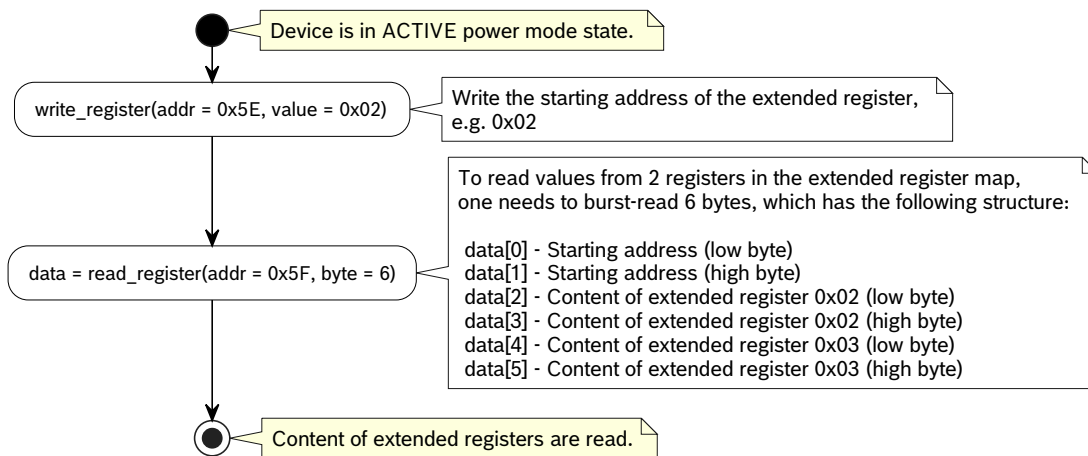 Device is in ACTIVE power mode state.
write_register(addr = 0x5E, value = 0x02)
Write the starting address of the extended register,
e.g. 0x02
data = read_register(addr = 0x5F, byte = 6)
To read values from 2 registers in the extended register map,
one needs to burst-read 6 bytes, which has the following structure:
data[0] - Starting address (low byte)
data[1] - Starting address (high byte)
data[2] - Content of extended register 0x02 (low byte)
data[3] - Content of extended register 0x02 (high byte)
data[4] - Content of extended register 0x03 (low byte)
data[5] - Content of extended register 0x03 (high byte)
Content of extended registers are read.